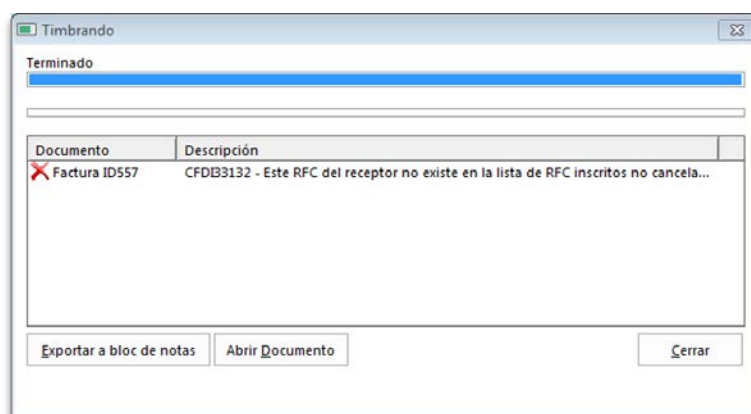 Timbrando
Terminado
Documento Descripción
Factura ID557 CFDI33132 - Este RFC del receptor no existe en la lista de RFC inscritos no cancela...
Exportar a bloc de notas Abrir Documento Cerrar